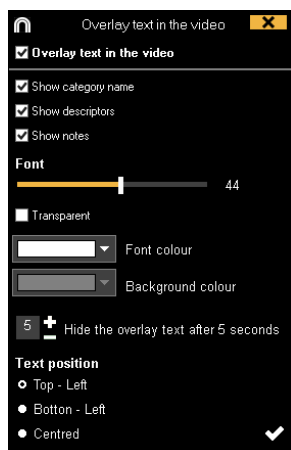 Overlay text in the video
Overlay text in the video
Show category name
Show descriptors
Show notes
Font
44
Transparent
Font colour
Background colour
5 Hide the overlay text after 5 seconds
Text position
Top - Left
Botton - Left
Centred